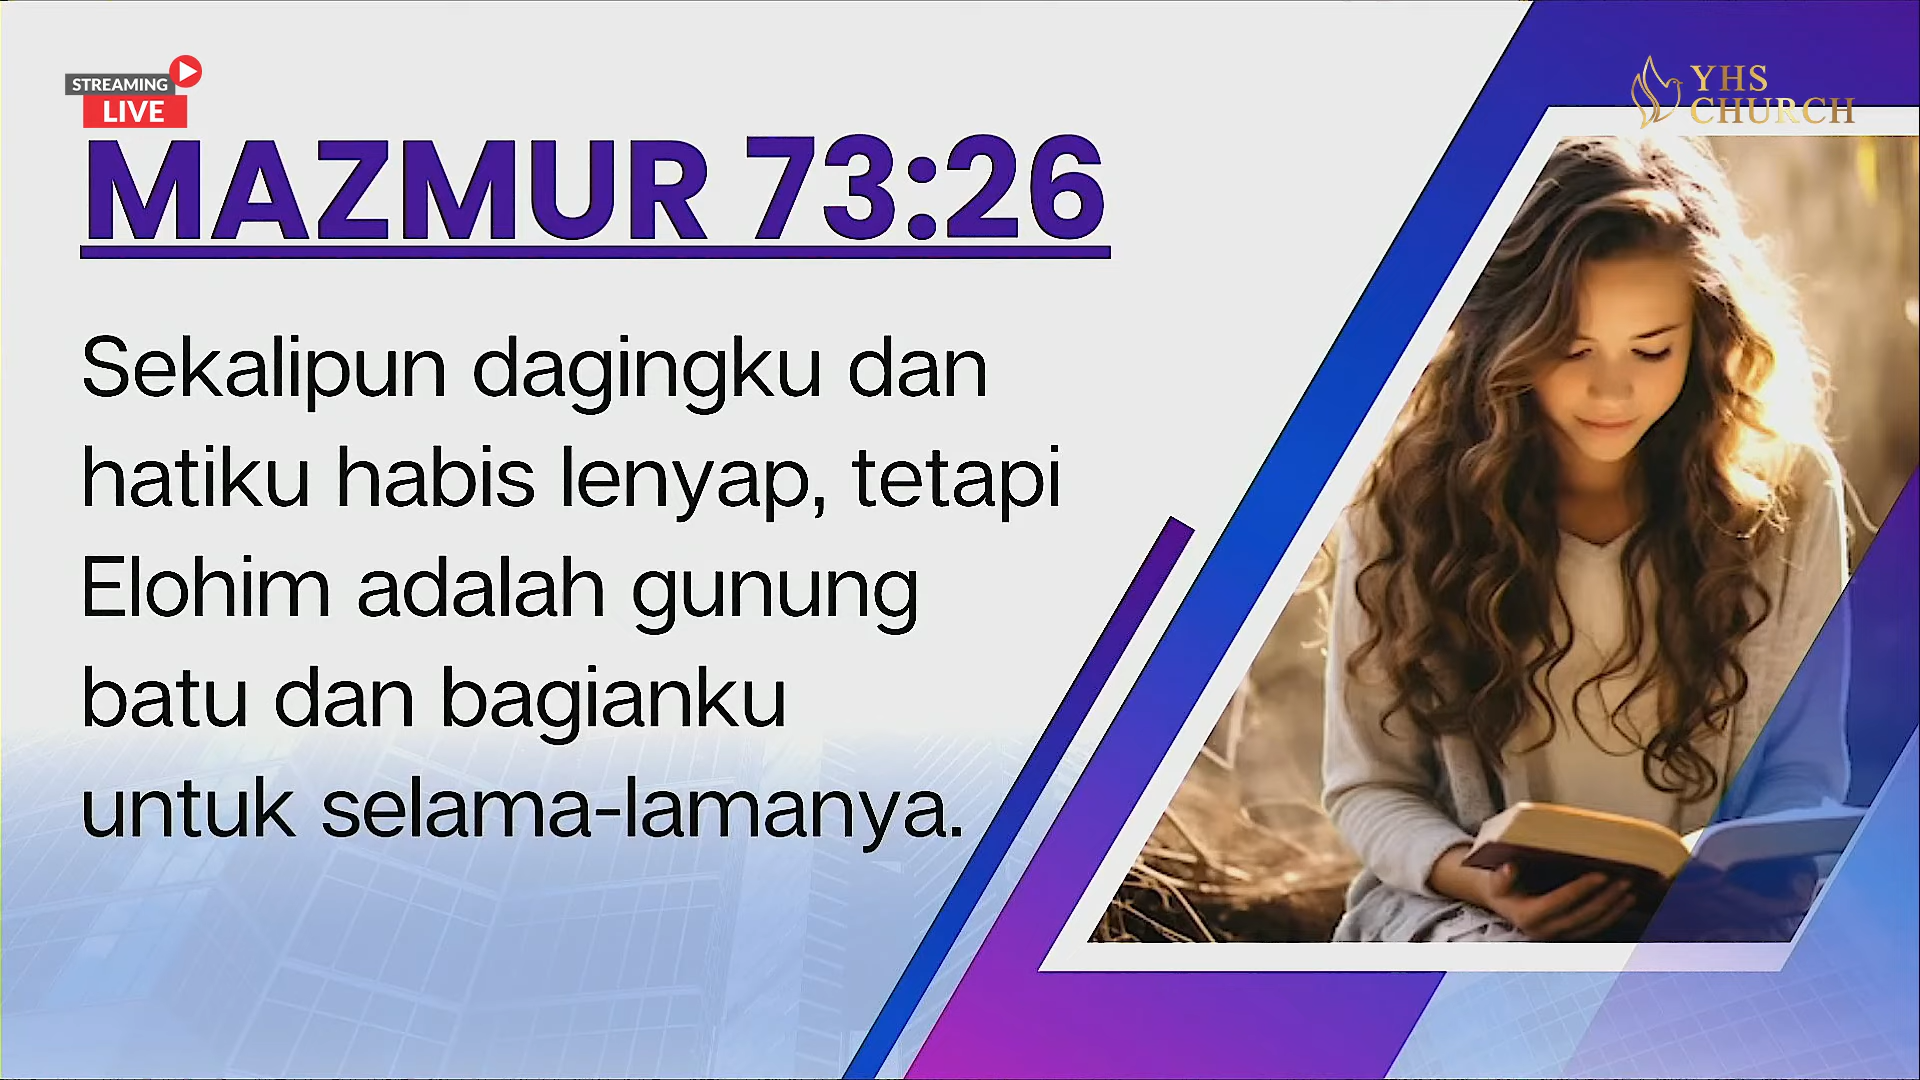 STREAMING
LIVE
YHS
CHURCH
MAZMUR 73:26
Sekalipun dagingku dan
hatiku habis lenyap, tetapi
Elohim adalah gunung
batu dan bagianku
untuk selama-lamanya.